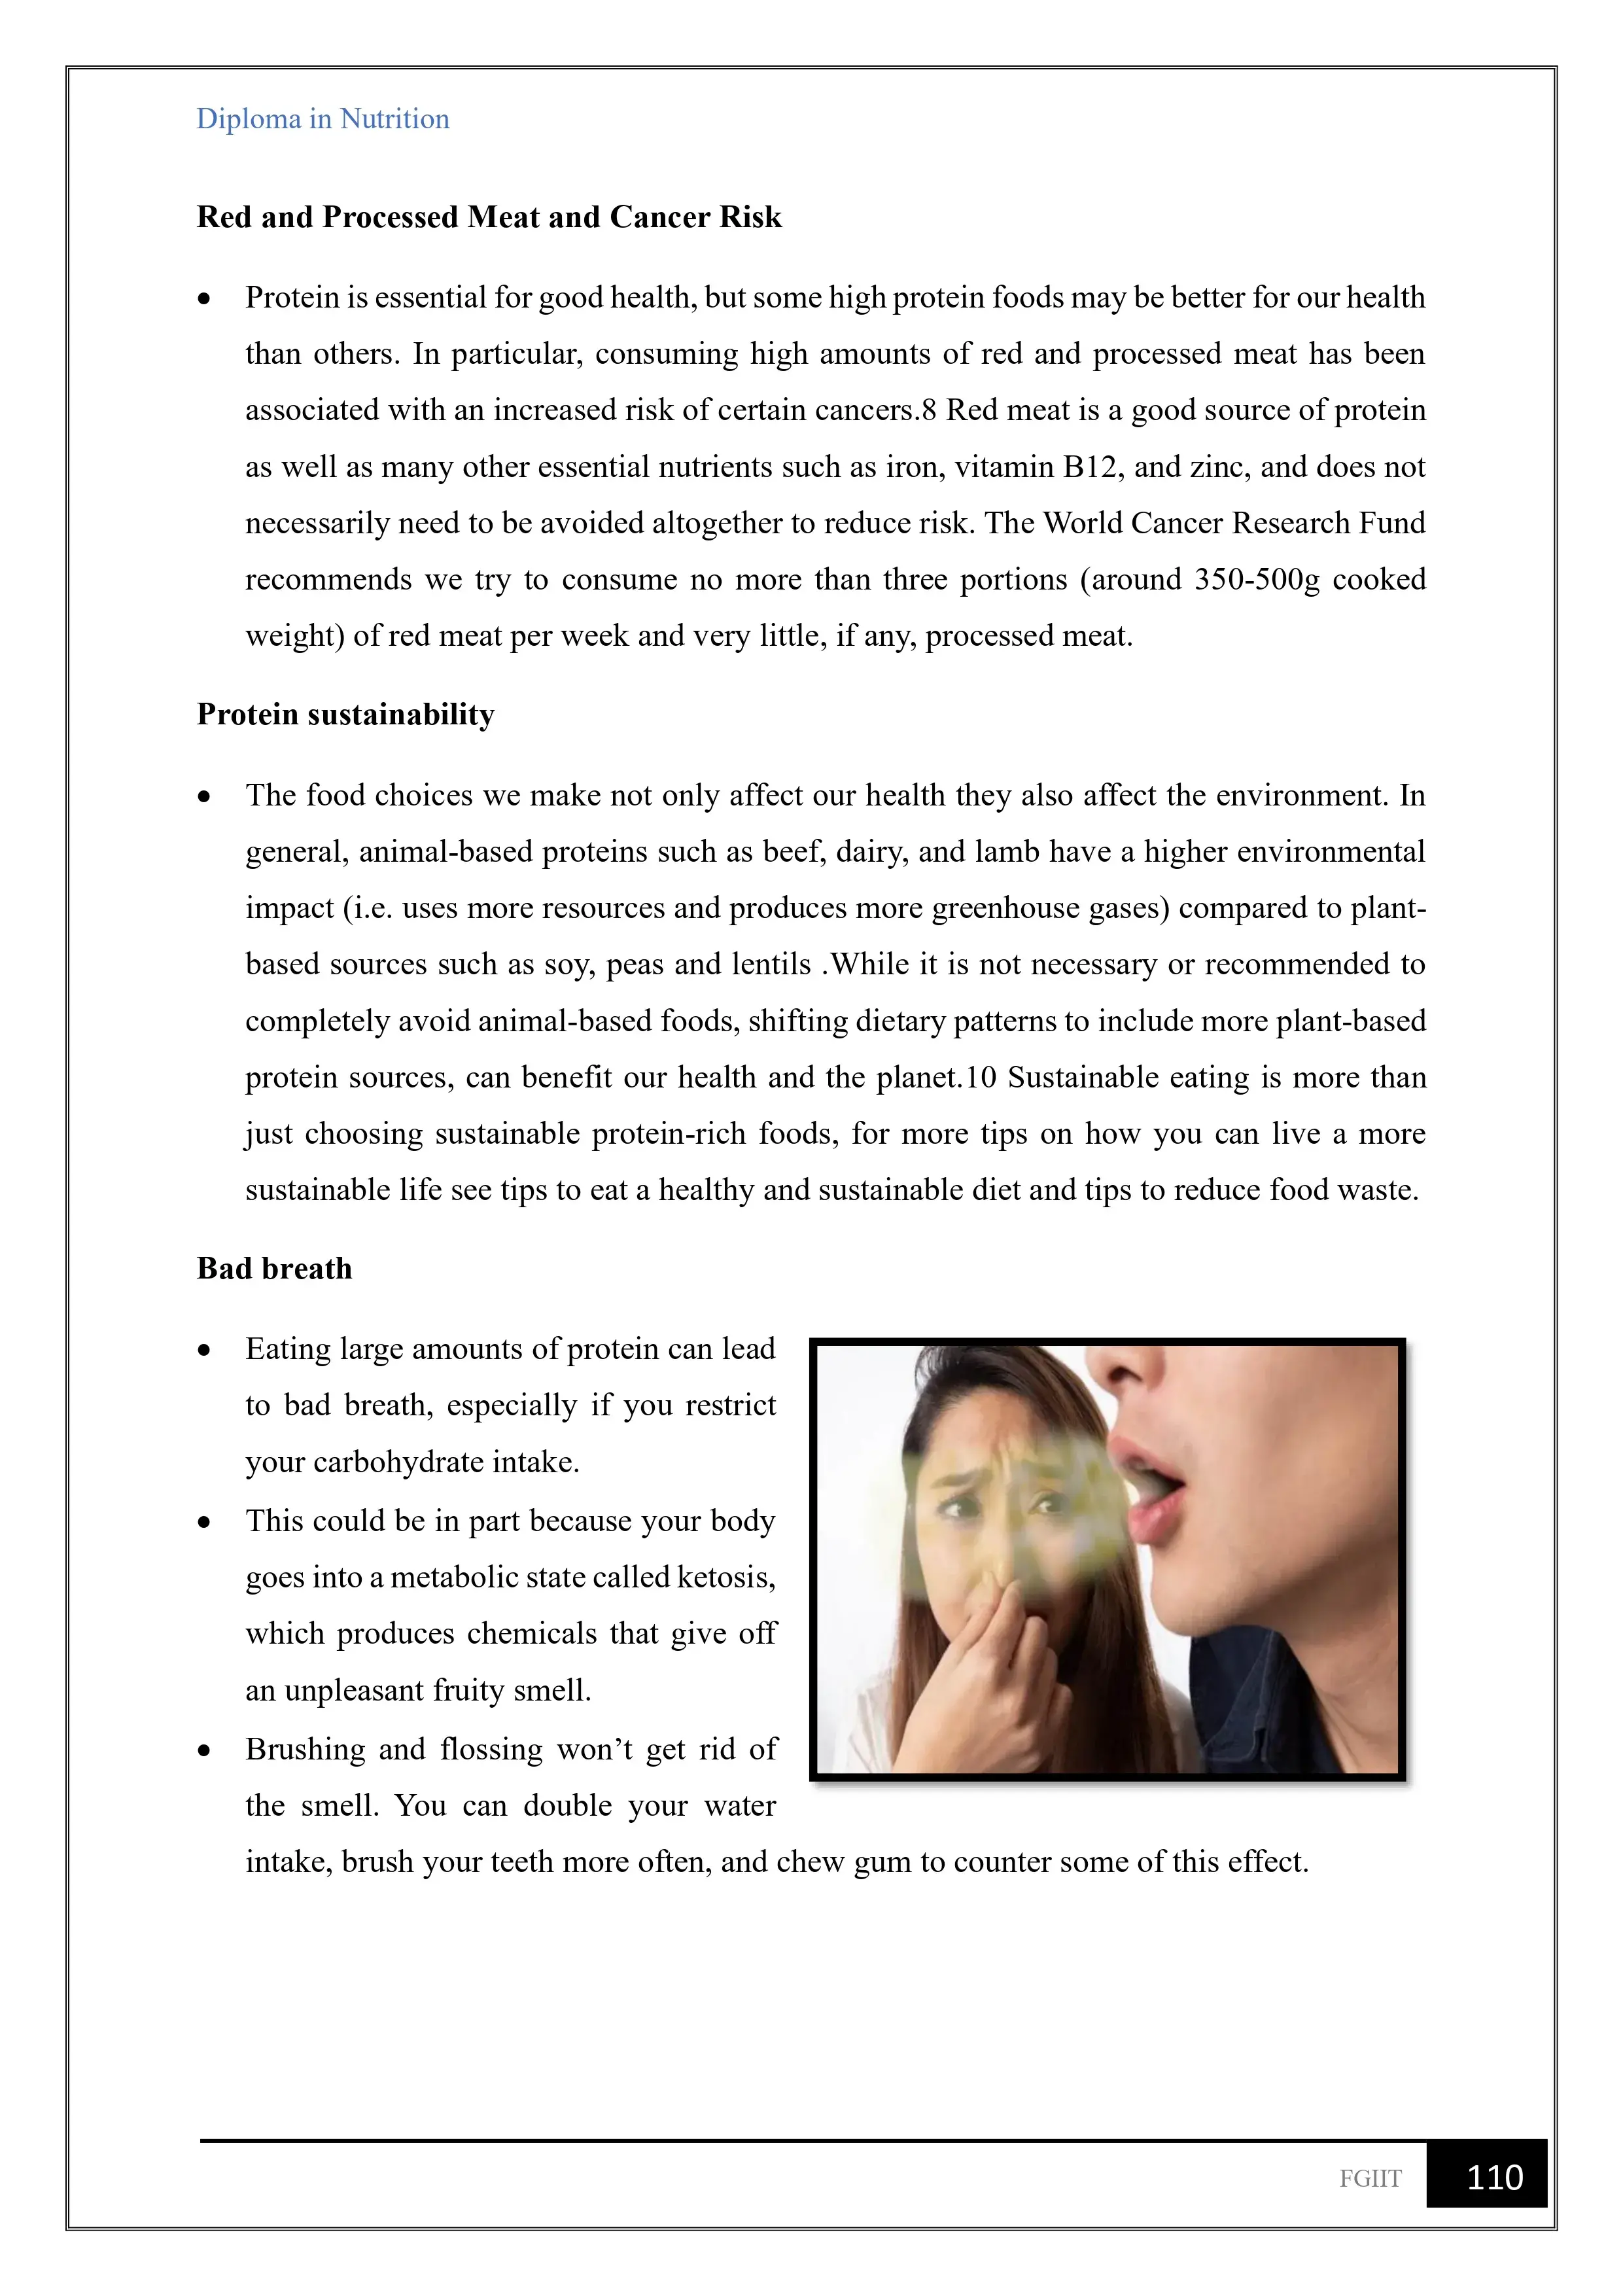 Diploma in Nutrition
Red and Processed Meat and Cancer Risk
• Protein is essential for good health, but some high protein foods may be better for our health
than others. In particular, consuming high amounts of red and processed meat has been
associated with an increased risk of certain cancers.8 Red meat is a good source of protein
as well as many other essential nutrients such as iron, vitamin B12, and zinc, and does not
necessarily need to be avoided altogether to reduce risk. The World Cancer Research Fund
recommends we try to consume no more than three portions (around 350-500g cooked
weight) of red meat per week and very little, if any, processed meat.
Protein sustainability
• The food choices we make not only affect our health they also affect the environment. In
general, animal-based proteins such as beef, dairy, and lamb have a higher environmental
impact (i.e. uses more resources and produces more greenhouse gases) compared to plant-
based sources such as soy, peas and lentils .While it is not necessary or recommended to
completely avoid animal-based foods, shifting dietary patterns to include more plant-based
protein sources, can benefit our health and the planet.10 Sustainable eating is more than
just choosing sustainable protein-rich foods, for more tips on how you can live a more
sustainable life see tips to eat a healthy and sustainable diet and tips to reduce food waste.
Bad breath
• Eating large amounts of protein can lead
to bad breath, especially if you restrict
your carbohydrate intake.
• This could be in part because your body
goes into a metabolic state called ketosis,
which produces chemicals that give off
an unpleasant fruity smell.
• Brushing and flossing won’t get rid of
the smell. You can double your water
intake, brush your teeth more often, and chew gum to counter some of this effect.
FGIIT 110